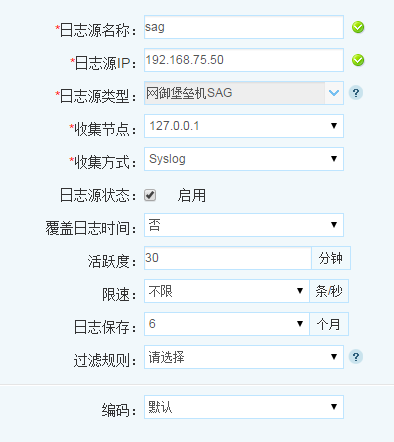 *日志源名称： sag
*日志源IP： 192.168.75.50
*日志源类型： 网御堡垒机SAG ?
*收集节点： 127.0.0.1
*收集方式： Syslog
日志源状态： 启用
覆盖日志时间： 否
活跃度： 30 分钟
限速： 不限 条/秒
日志保存： 6 个月
过滤规则： 请选择 ?
编码： 默认